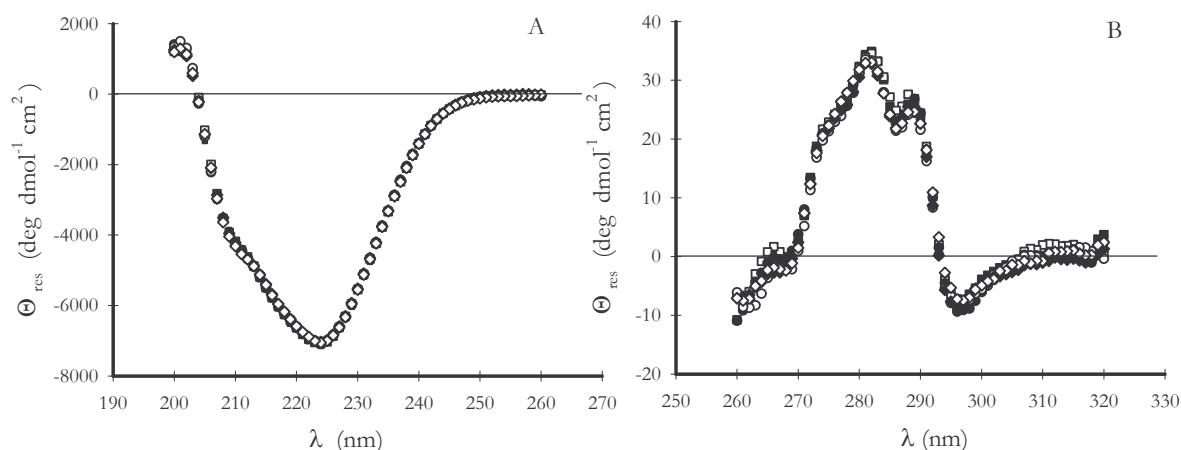 A
2000
0
-2000
-4000
-6000
-8000
190 200 210 220 230 240 250 260 270
λ (nm)
Θres (deg dmol-1 cm2)
B
40
30
20
10
0
-10
-20
250 260 270 280 290 300 310 320 330
λ (nm)
Θres (deg dmol-1 cm2)